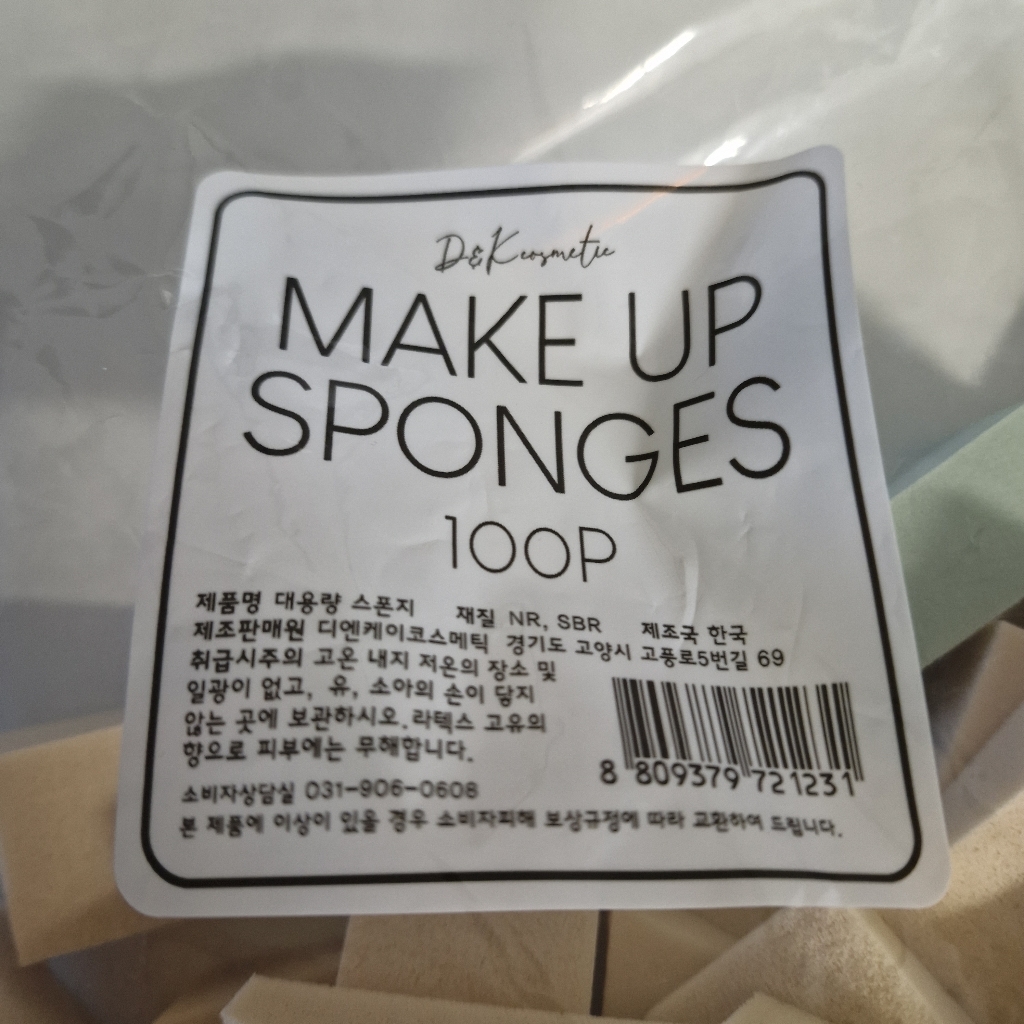 D&Kcosmetic
MAKE UP
SPONGES
100P
제품명 대용량 스폰지 재질 NR, SBR 제조국 한국
제조판매원 디엔케이코스메틱 경기도 고양시 고풍로5번길 69
취급시주의 고온 내지 저온의 장소 및
일광이 없고, 유, 소아의 손이 닿지
않는 곳에 보관하시오. 라텍스 고유의
향으로 피부에는 무해합니다.
8 809379 721231
소비자상담실 031-906-0608
본 제품에 이상이 있을 경우 소비자피해 보상규정에 따라 교환하여 드립니다.